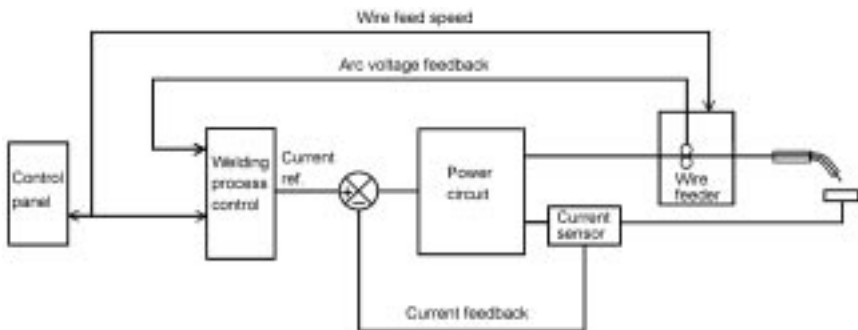 Wire feed speed
Arc voltage feedback
Control
panel
Welding
process
control
Current
ref.
+
−
Power
circuit
Wire
feeder
Current
sensor
Current feedback